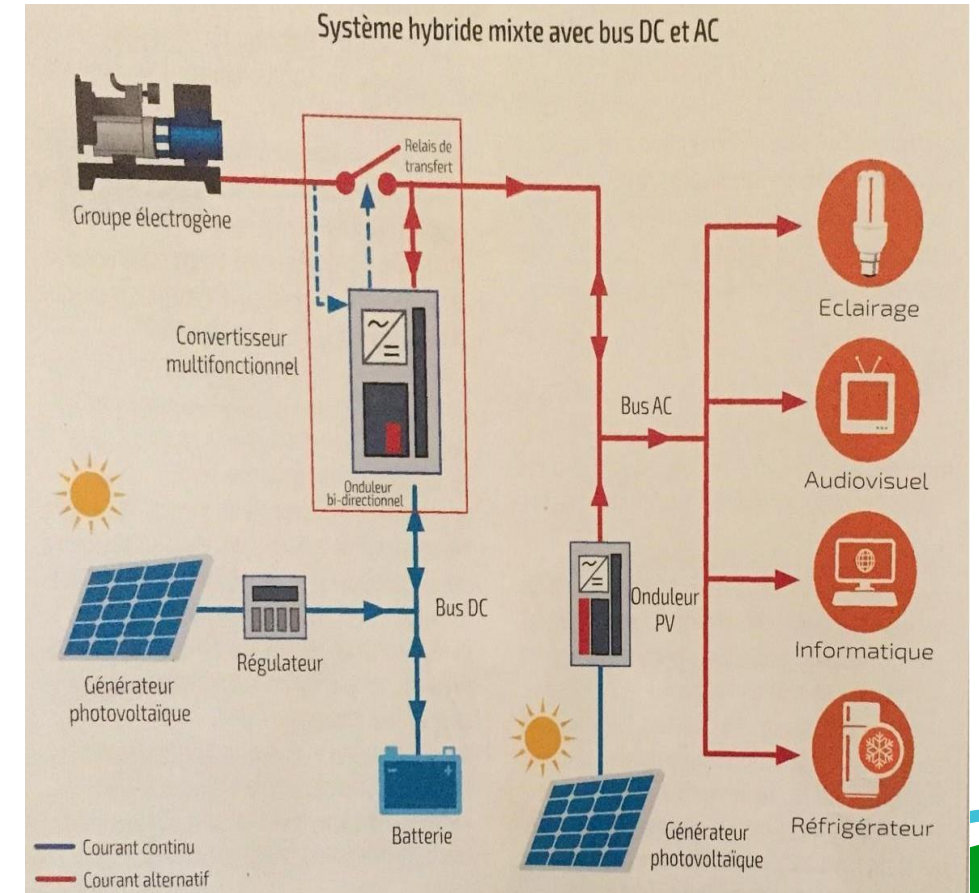 Système hybride mixte avec bus DC et AC
Relais de
transfert
Groupe électrogène
Convertisseur
multifonctionnel
Eclairage
Bus AC
Audiovisuel
Onduleur
bi-directionnel
Bus DC
Onduleur
PV
Régulateur
Informatique
Générateur
photovoltaïque
Batterie
Générateur
photovoltaïque
Réfrigérateur
Courant continu
Courant alternatif